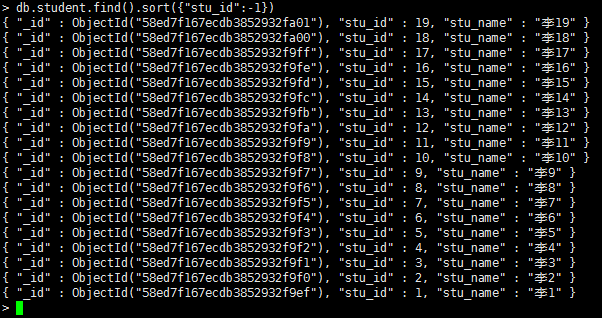 > db.student.find().sort({"stu_id":-1})
{ "_id" : ObjectId("58ed7f167ecdb3852932fa01"), "stu_id" : 19, "stu_name" : "李19" }
{ "_id" : ObjectId("58ed7f167ecdb3852932fa00"), "stu_id" : 18, "stu_name" : "李18" }
{ "_id" : ObjectId("58ed7f167ecdb3852932f9ff"), "stu_id" : 17, "stu_name" : "李17" }
{ "_id" : ObjectId("58ed7f167ecdb3852932f9fe"), "stu_id" : 16, "stu_name" : "李16" }
{ "_id" : ObjectId("58ed7f167ecdb3852932f9fd"), "stu_id" : 15, "stu_name" : "李15" }
{ "_id" : ObjectId("58ed7f167ecdb3852932f9fc"), "stu_id" : 14, "stu_name" : "李14" }
{ "_id" : ObjectId("58ed7f167ecdb3852932f9fb"), "stu_id" : 13, "stu_name" : "李13" }
{ "_id" : ObjectId("58ed7f167ecdb3852932f9fa"), "stu_id" : 12, "stu_name" : "李12" }
{ "_id" : ObjectId("58ed7f167ecdb3852932f9f9"), "stu_id" : 11, "stu_name" : "李11" }
{ "_id" : ObjectId("58ed7f167ecdb3852932f9f8"), "stu_id" : 10, "stu_name" : "李10" }
{ "_id" : ObjectId("58ed7f167ecdb3852932f9f7"), "stu_id" : 9, "stu_name" : "李9" }
{ "_id" : ObjectId("58ed7f167ecdb3852932f9f6"), "stu_id" : 8, "stu_name" : "李8" }
{ "_id" : ObjectId("58ed7f167ecdb3852932f9f5"), "stu_id" : 7, "stu_name" : "李7" }
{ "_id" : ObjectId("58ed7f167ecdb3852932f9f4"), "stu_id" : 6, "stu_name" : "李6" }
{ "_id" : ObjectId("58ed7f167ecdb3852932f9f3"), "stu_id" : 5, "stu_name" : "李5" }
{ "_id" : ObjectId("58ed7f167ecdb3852932f9f2"), "stu_id" : 4, "stu_name" : "李4" }
{ "_id" : ObjectId("58ed7f167ecdb3852932f9f1"), "stu_id" : 3, "stu_name" : "李3" }
{ "_id" : ObjectId("58ed7f167ecdb3852932f9f0"), "stu_id" : 2, "stu_name" : "李2" }
{ "_id" : ObjectId("58ed7f167ecdb3852932f9ef"), "stu_id" : 1, "stu_name" : "李1" }
>